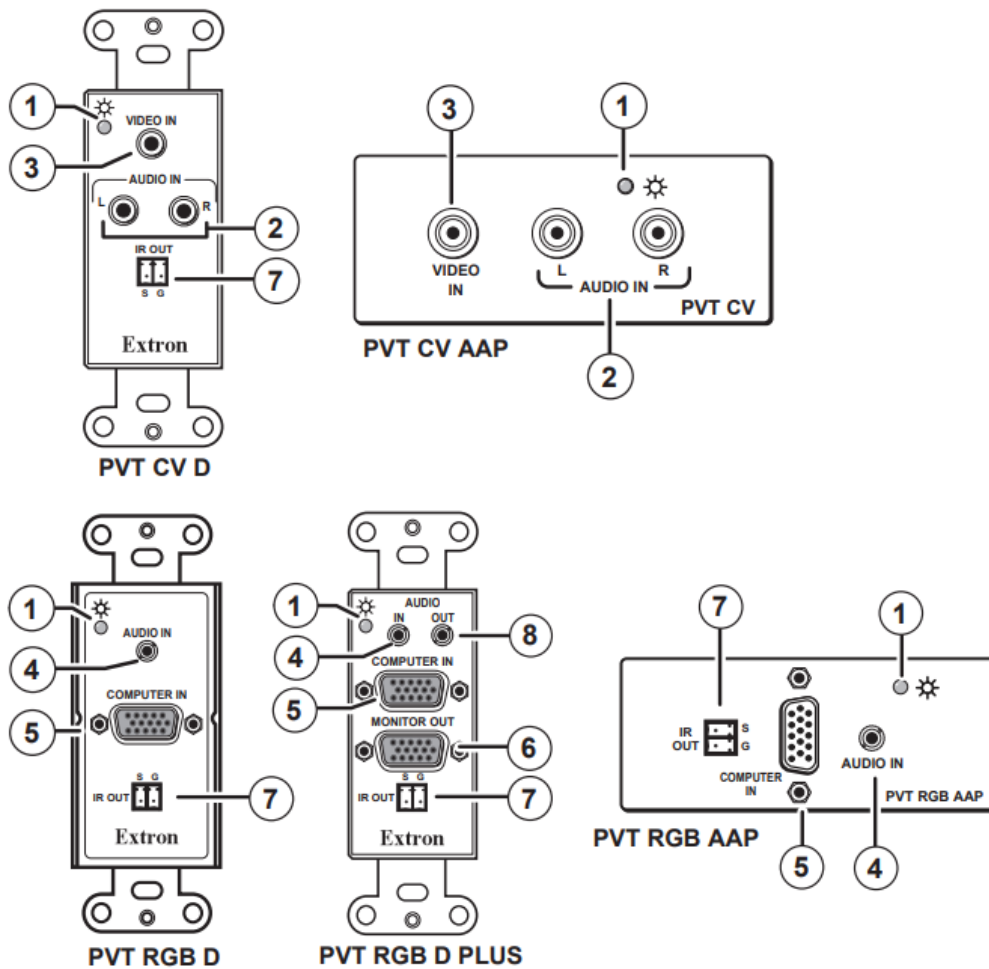 1
VIDEO IN
3
AUDIO IN
L
R
2
IR OUT
7
S G
Extron
PVT CV D
3
1
VIDEO
IN
L
R
AUDIO IN
PVT CV
PVT CV AAP
2
1
AUDIO IN
4
COMPUTER IN
5
S G
IR OUT
7
Extron
PVT RGB D
1
AUDIO
IN
OUT
8
4
COMPUTER IN
5
MONITOR OUT
6
S G
IR OUT
7
Extron
PVT RGB D PLUS
7
1
IR
OUT
S
G
COMPUTER
IN
AUDIO IN
PVT RGB AAP
PVT RGB AAP
5
4